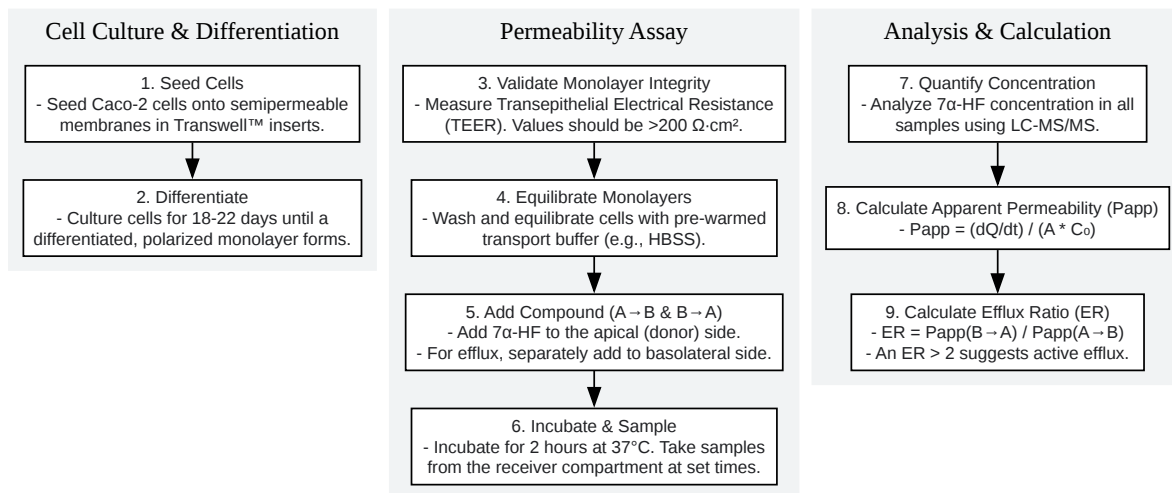 Cell Culture & Differentiation
1. Seed Cells
- Seed Caco-2 cells onto semipermeable
membranes in Transwell™ inserts.
2. Differentiate
- Culture cells for 18-22 days until a
differentiated, polarized monolayer forms.
Permeability Assay
3. Validate Monolayer Integrity
- Measure Transepithelial Electrical Resistance
(TEER). Values should be >200 Ω·cm².
4. Equilibrate Monolayers
- Wash and equilibrate cells with pre-warmed
transport buffer (e.g., HBSS).
5. Add Compound (A→B & B→A)
- Add 7α-HF to the apical (donor) side.
- For efflux, separately add to basolateral side.
6. Incubate & Sample
- Incubate for 2 hours at 37°C. Take samples
from the receiver compartment at set times.
Analysis & Calculation
7. Quantify Concentration
- Analyze 7α-HF concentration in all
samples using LC-MS/MS.
8. Calculate Apparent Permeability (Papp)
- Papp = (dQ/dt) / (A * C₀)
9. Calculate Efflux Ratio (ER)
- ER = Papp(B→A) / Papp(A→B)
- An ER > 2 suggests active efflux.